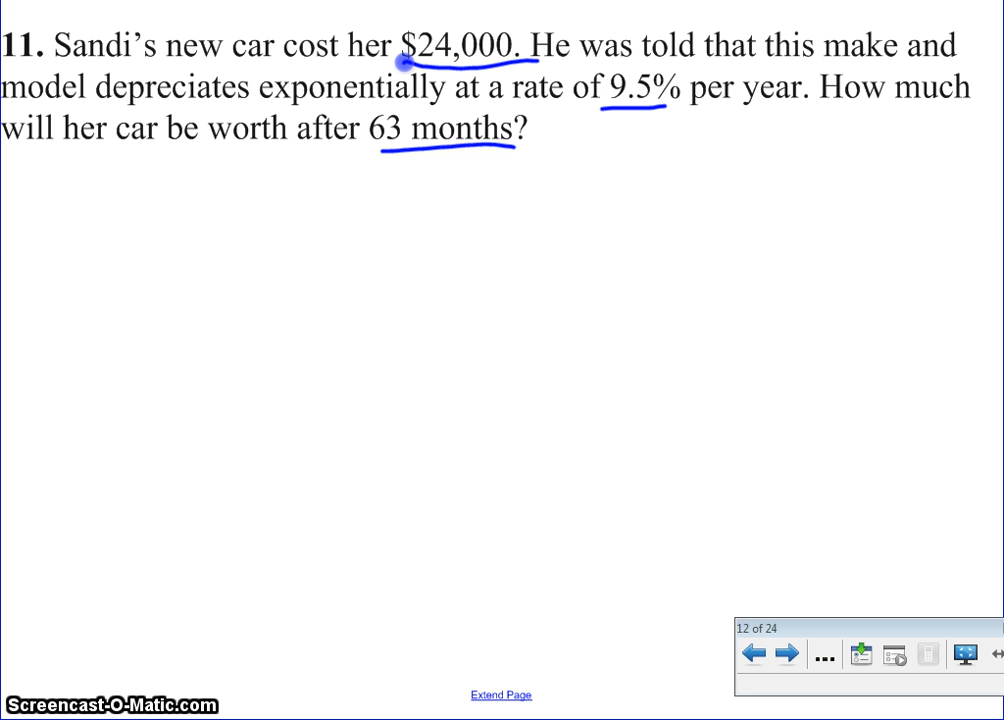 11. Sandi's new car cost her $24,000. He was told that this make and
model depreciates exponentially at a rate of 9.5% per year. How much
will her car be worth after 63 months?
12 of 24
Extend Page
Screencast-O-Matic.com